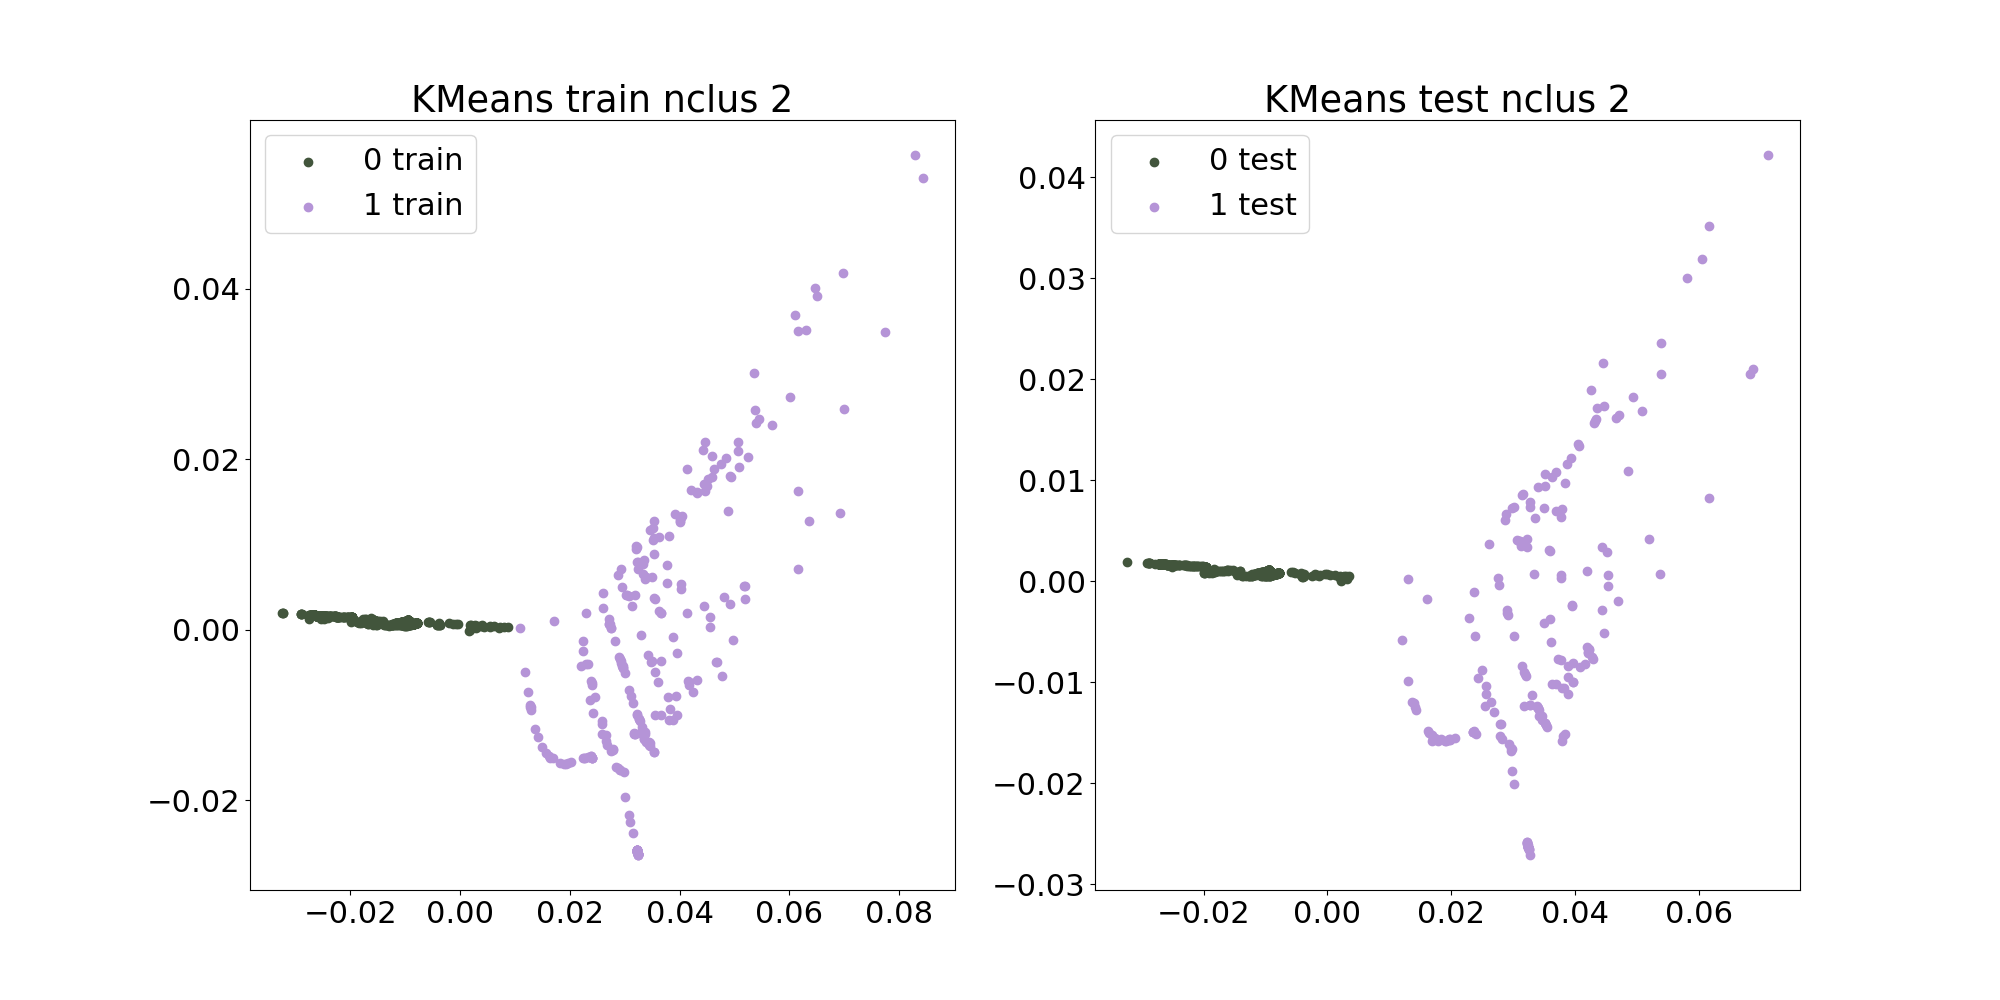 KMeans train nclus 2
0 train
1 train
0.04
0.02
0.00
−0.02
−0.02 0.00 0.02 0.04 0.06 0.08
KMeans test nclus 2
0 test
1 test
0.04
0.03
0.02
0.01
0.00
−0.01
−0.02
−0.03
−0.02 0.00 0.02 0.04 0.06